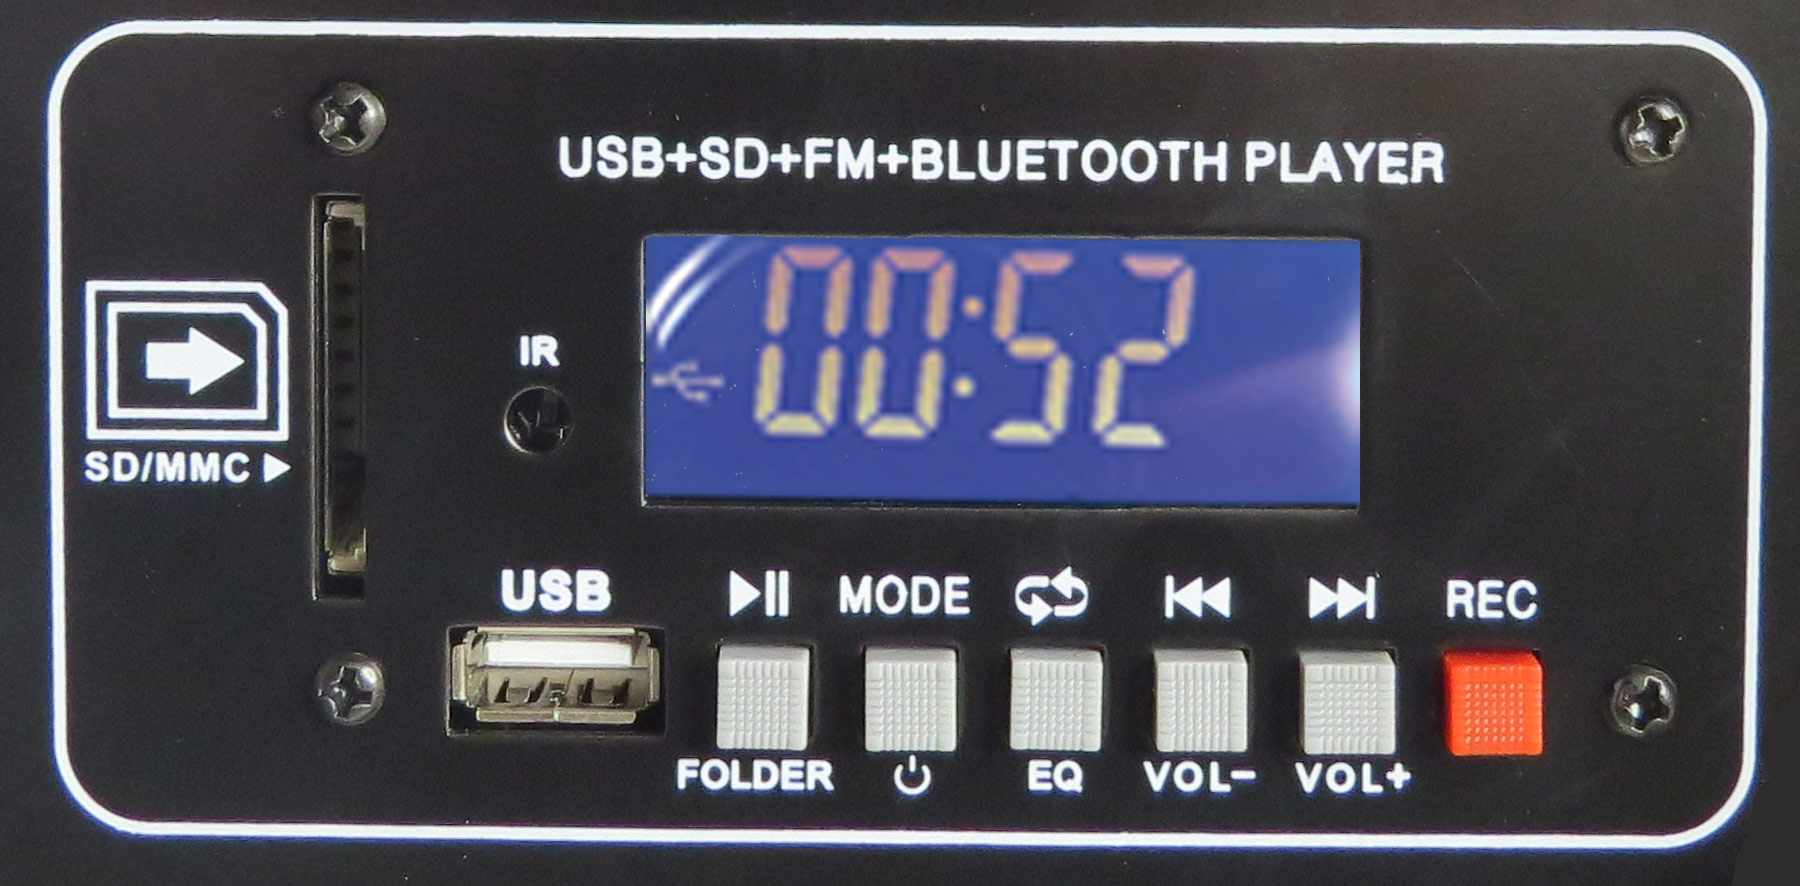 USB+SD+FM+BLUETOOTH PLAYER
00:52
IR
SD/MMC
USB
MODE
REC
FOLDER
EQ
VOL-
VOL+